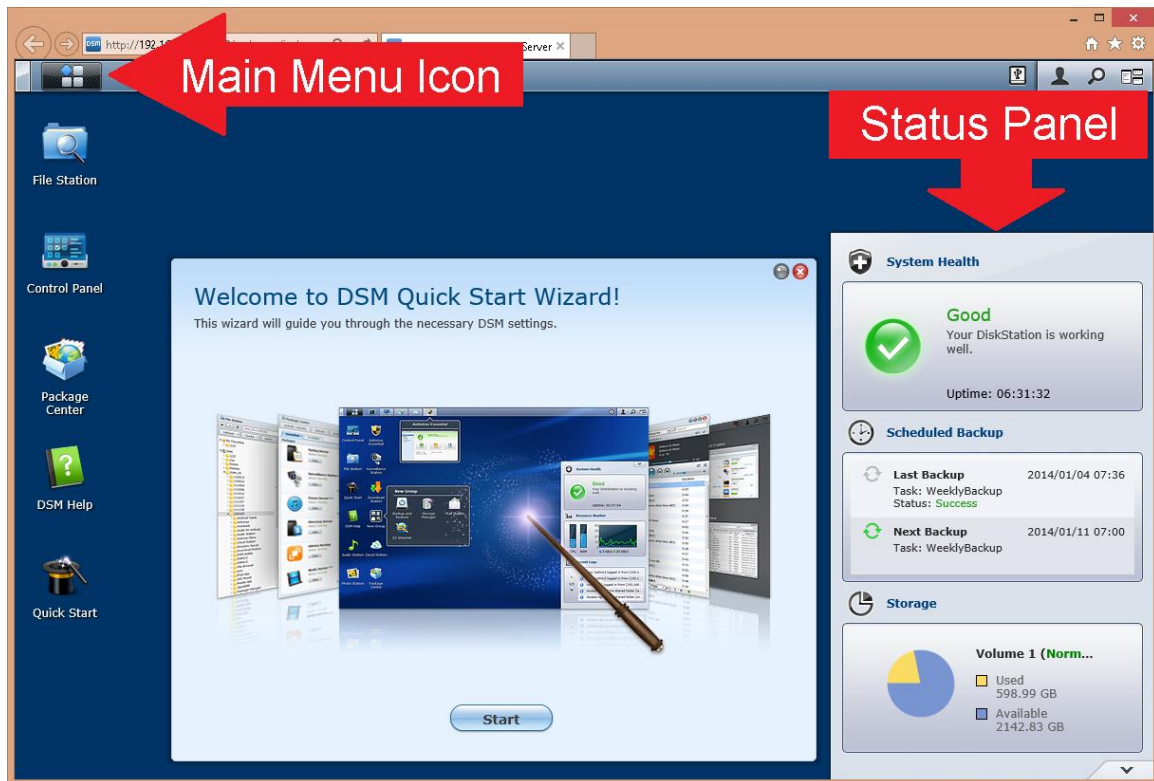 DSM http://192.1
Server
Main Menu Icon
Status Panel
File Station
Control Panel
Package
Center
DSM Help
Quick Start
Welcome to DSM Quick Start Wizard!
This wizard will guide you through the necessary DSM settings.
Start
System Health
Good
Your DiskStation is working
well.
Uptime: 06:31:32
Scheduled Backup
Last Backup 2014/01/04 07:36
Task: WeeklyBackup
Status: Success
Next Backup 2014/01/11 07:00
Task: WeeklyBackup
Storage
Volume 1 (Norm...
Used
598.99 GB
Available
2142.83 GB